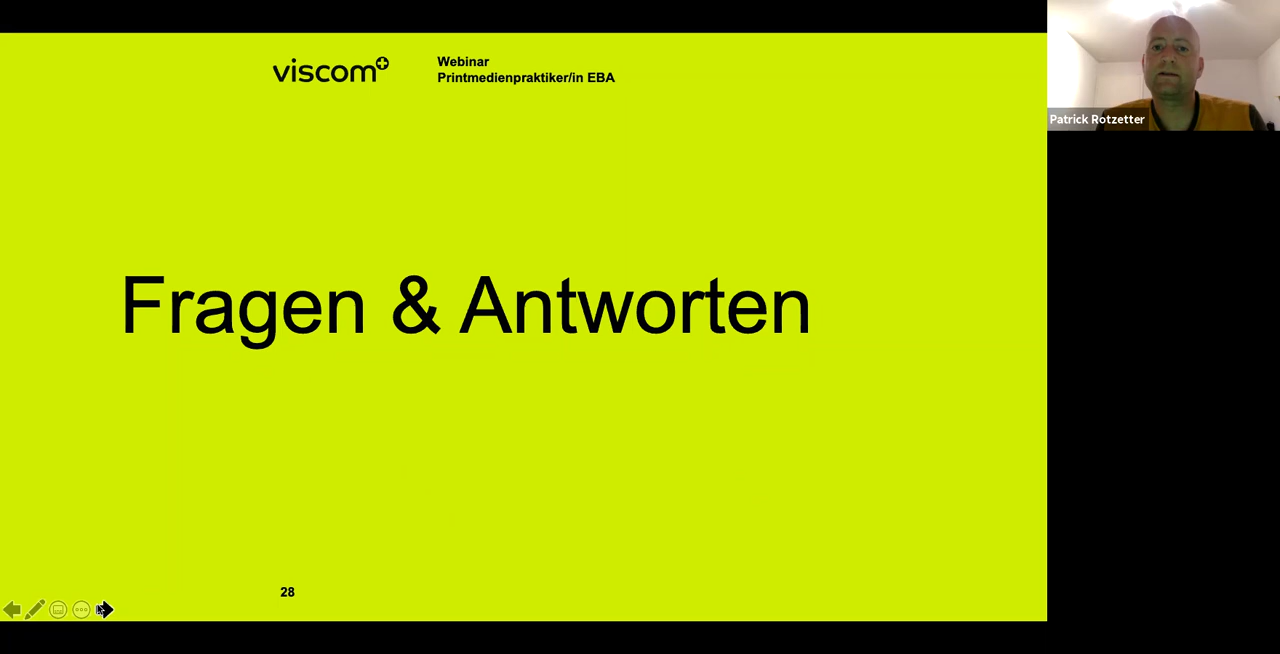 viscom
Webinar
Printmedienpraktiker/in EBA
Patrick Rotzetter
Fragen & Antworten
28